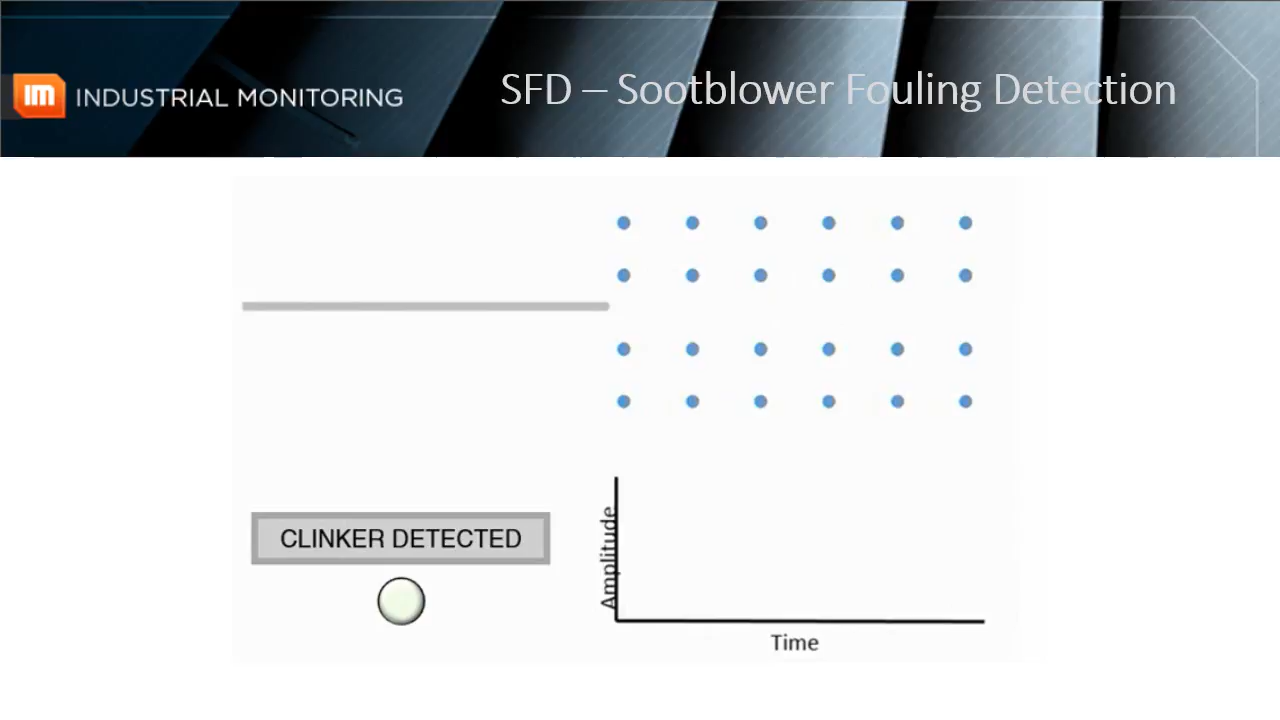 IM INDUSTRIAL MONITORING
SFD – Sootblower Fouling Detection
CLINKER DETECTED
Amplitude
Time